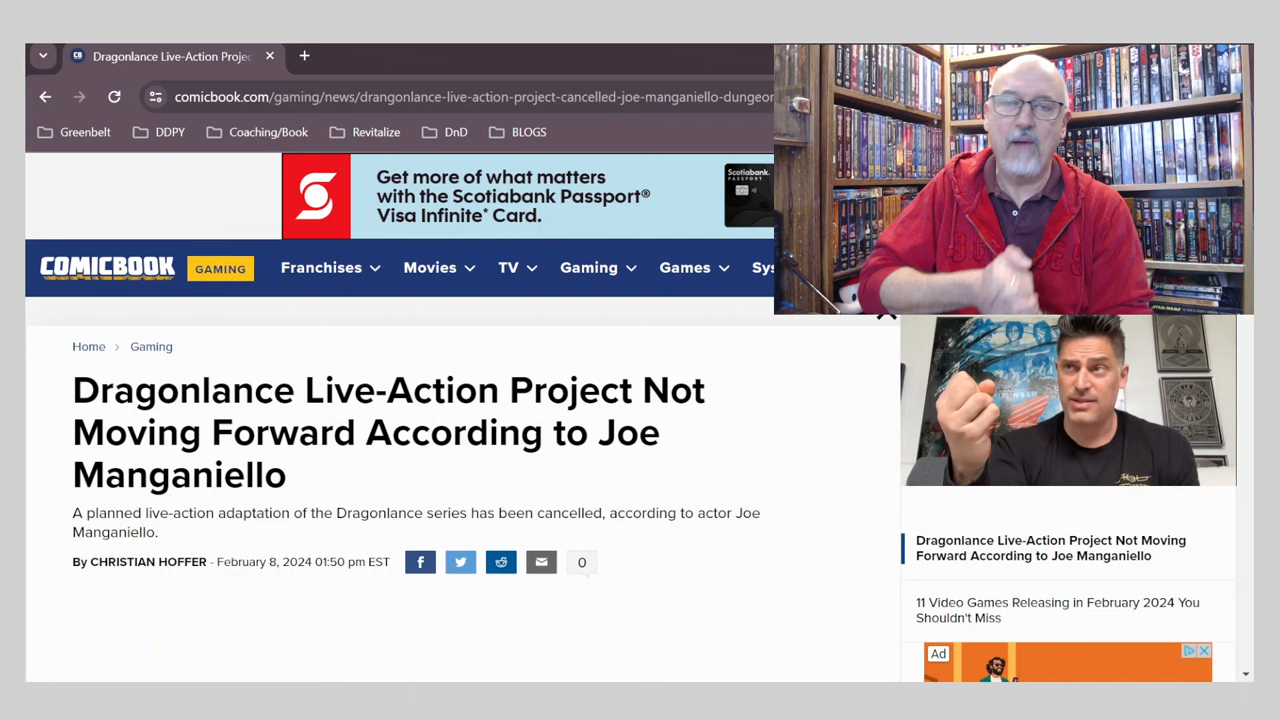 Dragonlance Live-Action Projec
comicbook.com/gaming/news/drangonlance-live-action-project-cancelled-joe-manganiello-dungeor
Greenbelt DDPY Coaching/Book Revitalize DnD BLOGS
Get more of what matters
with the Scotiabank Passport®
Visa Infinite* Card.
Scotiabank
PASSPORT
COMICBOOK GAMING Franchises Movies TV Gaming Games Sys
Home > Gaming
Dragonlance Live-Action Project Not
Moving Forward According to Joe
Manganiello
A planned live-action adaptation of the Dragonlance series has been cancelled, according to actor Joe
Manganiello.
By CHRISTIAN HOFFER - February 8, 2024 01:50 pm EST
0
Dragonlance Live-Action Project Not
Moving Forward According to Joe Manganiello
11 Video Games Releasing in February 2024 You
Shouldn't Miss
Ad
STAR WARS